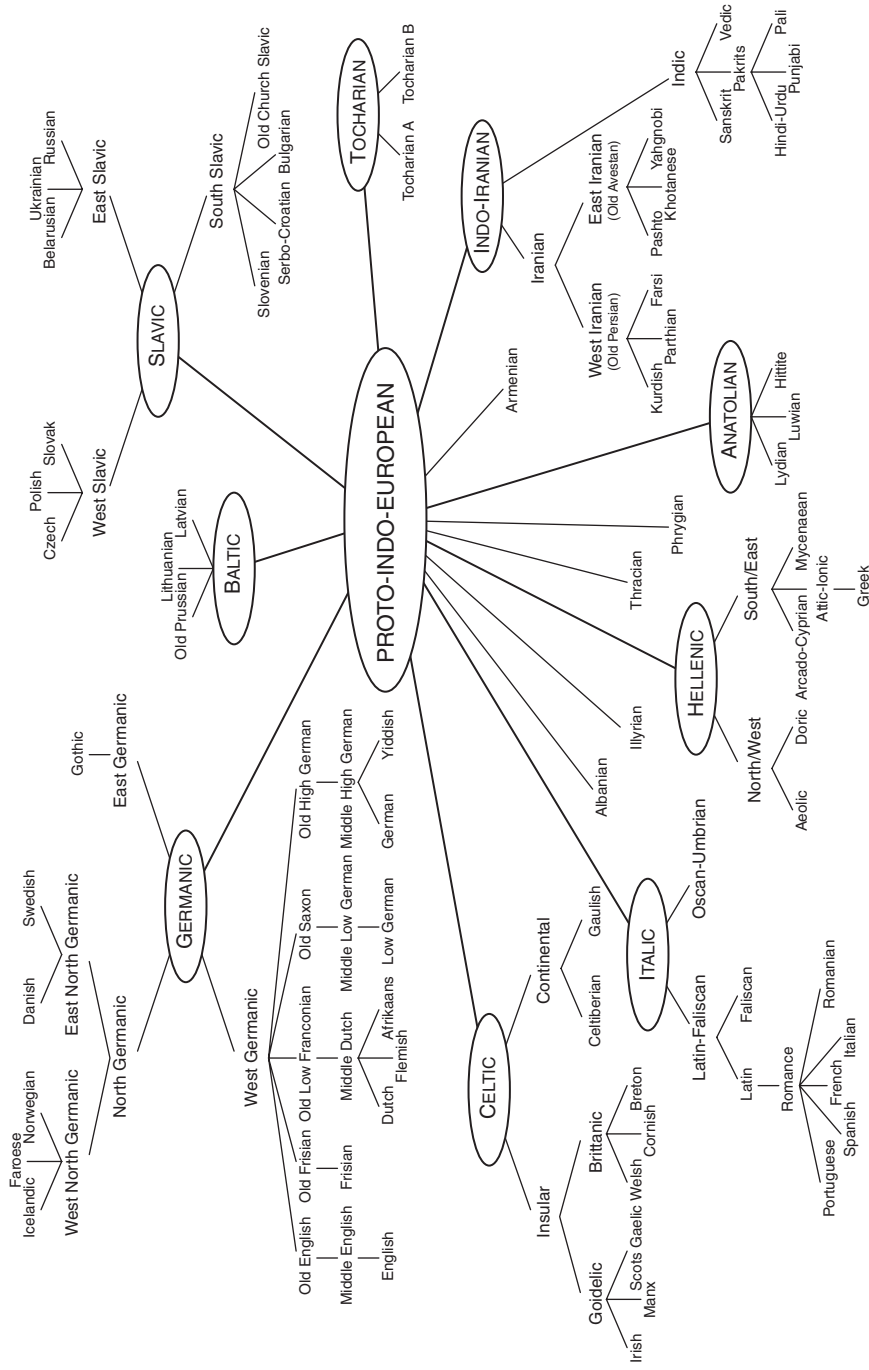 PROTO-INDO-EUROPEAN
GERMANIC
North Germanic
West North Germanic
Icelandic
Faroese
Norwegian
East North Germanic
Danish
Swedish
East Germanic
Gothic
West Germanic
Old English
Middle English
English
Old Frisian
Frisian
Old Low Franconian
Middle Dutch
Dutch
Flemish
Afrikaans
Old Saxon
Middle Low German
Low German
Old High German
Middle High German
German
Yiddish
BALTIC
Old Prussian
Lithuanian
Latvian
SLAVIC
West Slavic
Czech
Polish
Slovak
East Slavic
Belarusian
Ukrainian
Russian
South Slavic
Slovenian
Serbo-Croatian
Bulgarian
Old Church Slavic
TOCHARIAN
Tocharian A
Tocharian B
CELTIC
Insular
Goidelic
Irish
Manx
Scots Gaelic
Brittanic
Welsh
Cornish
Breton
Continental
Celtiberian
Gaulish
ITALIC
Latin-Faliscan
Latin
Romance
Portuguese
Spanish
French
Italian
Romanian
Faliscan
Oscan-Umbrian
Albanian
Illyrian
HELLENIC
North/West
Aeolic
Doric
South/East
Arcado-Cyprian
Attic-Ionic
Greek
Mycenaean
Thracian
Phrygian
ANATOLIAN
Lydian
Luwian
Hittite
Armenian
INDO-IRANIAN
Iranian
West Iranian
(Old Persian)
Kurdish
Parthian
Farsi
East Iranian
(Old Avestan)
Pashto
Khotanese
Yahgnobi
Indic
Sanskrit
Pakrits
Vedic
Hindi-Urdu
Punjabi
Pali